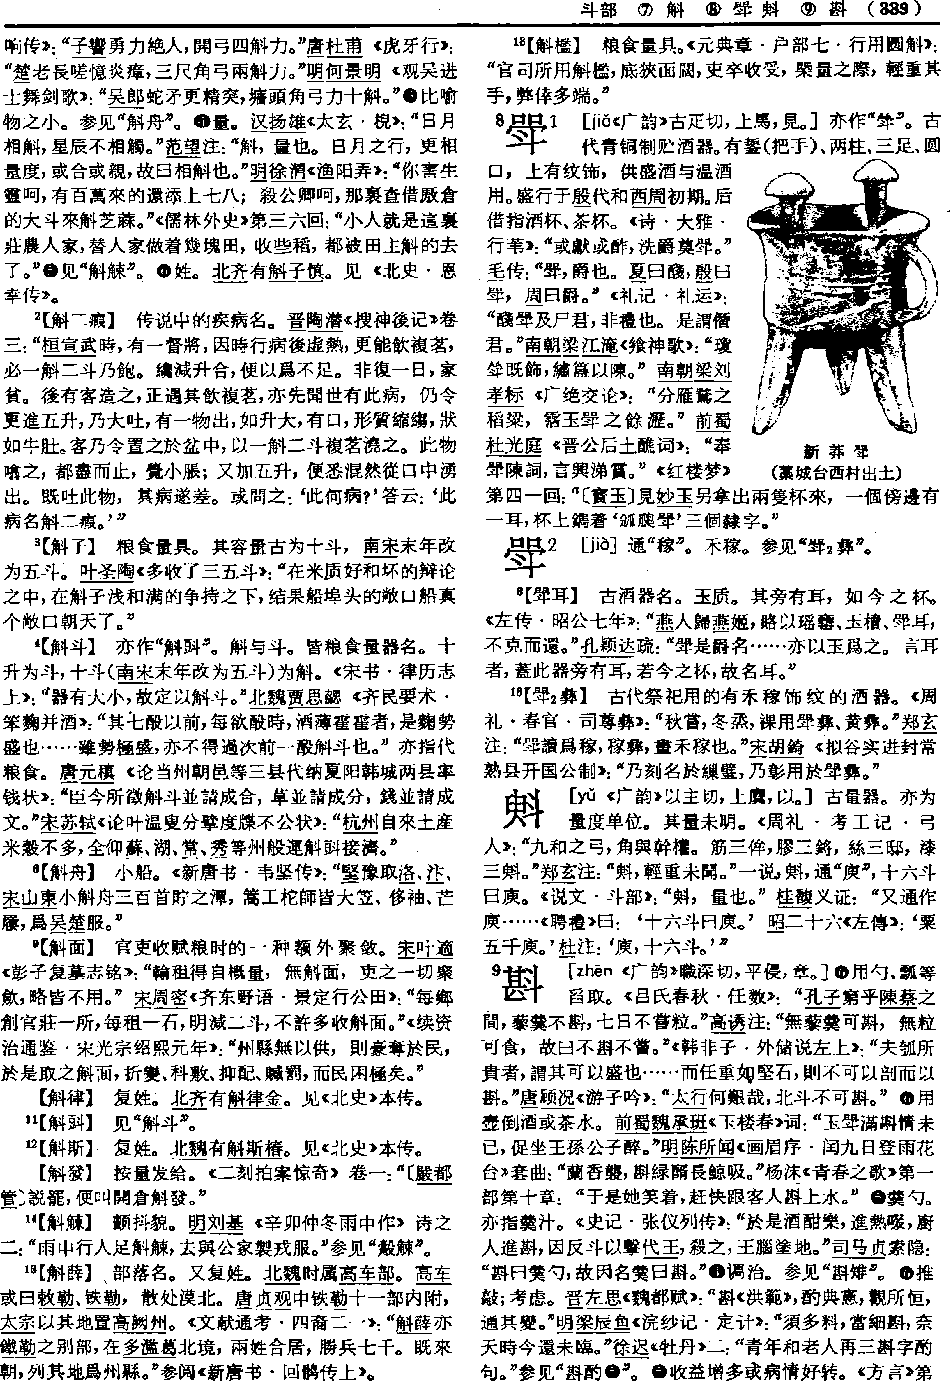 斗部 ⑦ 斛 ⑧ 斝斞 ⑨ 斟 (339)
响传》：“子響勇力絶人，開弓四斛力。”唐杜甫《虎牙行》：
“楚老長嗟憶炎瘴，三尺角弓兩斛力。”明何景明《观吴进
士舞剑歌》：“吴郎蛇矛更精突，牆頭角弓力十斛。”❸比喻
物之小。参见“斛舟”。❹量。汉扬雄《太玄·棿》：“日月
相斛，星辰不相觸。”范望注：“斛，量也。日月之行，更相
量度，或合或親，故曰相斛也。”明徐渭《渔阳弄》：“你害生
靈呵，有百萬來的還添上七八；殺公卿呵，那裏查借廒倉
的大斗來斛芝蔴。”《儒林外史》第三六回：“小人就是這裏
莊農人家，替人家做着幾塊田，收些稻，都被田主斛的去
了。”❺见“斛觫”。❻姓。北齐有斛子慎。见《北史·恩
幸传》。
²【斛二瘕】 传说中的疾病名。晋陶潜《搜神後记》卷
三：“桓宣武時，有一督將，因時行病後虚熱，更能飲複茗，
必一斛二斗乃飽。纔減升合，便以爲不足。非復一日，家
貧。後有客造之，正遇其飲複茗，亦先聞世有此病，仍令
更進五升，乃大吐，有一物出，如升大，有口，形質縮縐，狀
如牛肚。客乃令置之於盆中，以一斛二斗複茗澆之。此物
噏之，都盡而止，覺小脹；又加五升，便悉混然從口中湧
出。既吐此物，其病遂差。或問之：‘此何病？’答云：‘此
病名斛二瘕。’”
³【斛子】 粮食量具。其容量古为十斗，南宋末年改
为五斗。叶圣陶《多收了三五斗》：“在米质好和坏的辩论
之中，在斛子浅和满的争持之下，结果船埠头的敞口船真
个敞口朝天了。”
⁴【斛斗】 亦作“斛㪷”。斛与斗。皆粮食量器名。十
升为斗，十斗（南宋末年改为五斗）为斛。《宋书·律历志
上》：“器有大小，故定以斛斗。”北魏贾思勰《齐民要术·
笨麴并酒》：“其七酘以前，每欲酘時，酒薄霍霍者，是麴勢
盛也……雖勢極盛，亦不得過次前一酘斛斗也。”亦指代
粮食。唐元稹《论当州朝邑等三县代纳夏阳韩城两县率
钱状》：“臣今所徵斛斗並請成合，草並請成分，錢並請成
文。”宋苏轼《论叶温叟分擘度牒不公状》：“杭州自來土産
米穀不多，全仰蘇、湖、常、秀等州般運斛㪷接濟。”
⁶【斛舟】 小船。《新唐书·韦坚传》：“堅豫取洛、汴、
宋山東小斛舟三百首貯之潭，篙工柁師皆大笠、侈袖、芒
屨，爲吴楚服。”
⁹【斛面】 官吏收赋粮时的一种额外聚敛。宋叶適
《彭子复墓志铭》：“輸租得自概量，無斛面，吏之一切聚
斂，略皆不用。”宋周密《齐东野语·景定行公田》：“每鄉
創官莊一所，每租一石，明減二斗，不許多收斛面。”《续资
治通鉴·宋光宗绍熙元年》：“州縣無以供，則豪奪於民，
於是取之斛面，折變、科敷、抑配、贓罰，而民困極矣。”
【斛律】 复姓。北齐有斛律金。见《北史》本传。
¹¹【斛㪷】 见“斛斗”。
¹²【斛斯】 复姓。北魏有斛斯椿。见《北史》本传。
【斛發】 按量发给。《二刻拍案惊奇》卷一：“〔嚴都
管〕説罷，便叫開倉斛發。”
¹⁴【斛觫】 颤抖貌。明刘基《辛卯仲冬雨中作》诗之
二：“雨中行人足斛觫，去與公家製戎服。”参见“觳觫”。
¹⁶【斛薛】 部落名。又复姓。北魏时属高车部。高车
或曰敕勒、铁勒，散处漠北。唐贞观中铁勒十一部内附，
太宗以其地置高阙州。《文献通考·四裔二一》：“斛薛亦
鐵勒之别部，在多濫葛北境，兩姓合居，勝兵七千。既來
朝，列其地爲州縣。”参阅《新唐书·回鹘传上》。
¹⁸【斛檻】 粮食量具。《元典章·户部七·行用圆斛》：
“官司所用斛檻，底狹面闊，吏卒收受，槩量之際，輕重其
手，弊倖多端。”
8斝1 [jiǎ《广韵》古疋切，上馬，見。]亦作“斚”。古
代青铜制贮酒器。有鋬（把手）、两柱、三足、圆
口，上有纹饰，供盛酒与温酒
用。盛行于殷代和西周初期。后
借指酒杯、茶杯。《诗·大雅·
行苇》：“或獻或酢，洗爵奠斝。”
毛传：“斝，爵也。夏曰醆，殷曰
斝，周曰爵。”《礼记·礼运》：
“醆斝及尸君，非禮也。是謂僭
君。”南朝梁江淹《飨神歌》：“瓊
斝既飾，繡簋以陳。”南朝梁刘
孝标《广绝交论》：“分雁鶩之
稻粱，霑玉斝之餘瀝。”前蜀
杜光庭《晋公后土醮词》：“奉
斝陳詞，言興涕霣。”《红楼梦》
新莽斝
（藁城台西村出土）
第四一回：“〔寶玉〕見妙玉另拿出兩隻杯來，一個傍邊有
一耳，杯上鐫着‘𤫫瓟斝’三個隸字。”
斝2 [jià] 通“稼”。禾稼。参见“斝₂彝”。
⁶【斝耳】 古酒器名。玉质。其旁有耳，如今之杯。
《左传·昭公七年》：“燕人歸燕姬，賂以瑶罋、玉櫝、斝耳，
不克而還。”孔颖达疏：“斝是爵名……亦以玉爲之。言耳
者，蓋此器旁有耳，若今之杯，故名耳。”
¹⁸【斝₂彝】 古代祭祀用的有禾稼饰纹的酒器。《周
礼·春官·司尊彝》：“秋嘗，冬烝，祼用斝彝、黄彝。”郑玄
注：“斝讀爲稼，稼彝，畫禾稼也。”宋胡锜《拟谷实进封常
熟县开国公制》：“乃刻名於縑璧，乃彰用於斝彝。”
斞 [yǔ《广韵》以主切，上麌，以。]古量器。亦为
量度单位。其量未明。《周礼·考工记·弓
人》：“九和之弓，角與幹權。筋三侔，膠三鋝，絲三邸，漆
三斞。”郑玄注：“斞，輕重未聞。”一说，斞，通“庾”，十六斗
曰庾。《说文·斗部》：“斞，量也。”桂馥义证：“又通作
庾……《聘禮》曰：‘十六斗曰庾。’昭二十六《左傳》：‘粟
五千庾。’杜注：‘庾，十六斗。’”
9斟 [zhēn《广韵》職深切，平侵，章。]❶用勺、瓢等
舀取。《吕氏春秋·任数》：“孔子窮乎陳蔡之
間，藜羹不斟，七日不嘗粒。”高诱注：“無藜羹可斟，無粒
可食，故曰不斟不嘗。”《韩非子·外储说左上》：“夫瓠所
貴者，謂其可以盛也……而任重如堅石，則不可以剖而以
斟。”唐顾况《游子吟》：“太行何艱哉，北斗不可斟。”❷用
壶倒酒或茶水。前蜀魏承班《玉楼春》词：“玉斝滿斟情未
已，促坐王孫公子醉。”明陈所闻《画眉序·闰九日登雨花
台》套曲：“蘭香襲，斟緑醑長鯨吸。”杨沫《青春之歌》第一
部第十章：“于是她笑着，赶快跟客人斟上水。”❸羹勺。
亦指羹汁。《史记·张仪列传》：“於是酒酣樂，進熱啜，廚
人進斟，因反斗以擊代王，殺之，王腦塗地。”司马贞索隐：
“斟曰羹勺，故因名羹曰斟。”❹调治。参见“斟雉”。❺推
敲；考虑。晋左思《魏都赋》：“斟《洪範》，酌典憲，觀所恒，
通其變。”明梁辰鱼《浣纱记·定计》：“須多料，當細斟，奈
天時今還未臨。”徐迟《牡丹》二：“青年和老人再三斟字酌
句。”参见“斟酌❷”。❻收益增多或病情好转。《方言》第